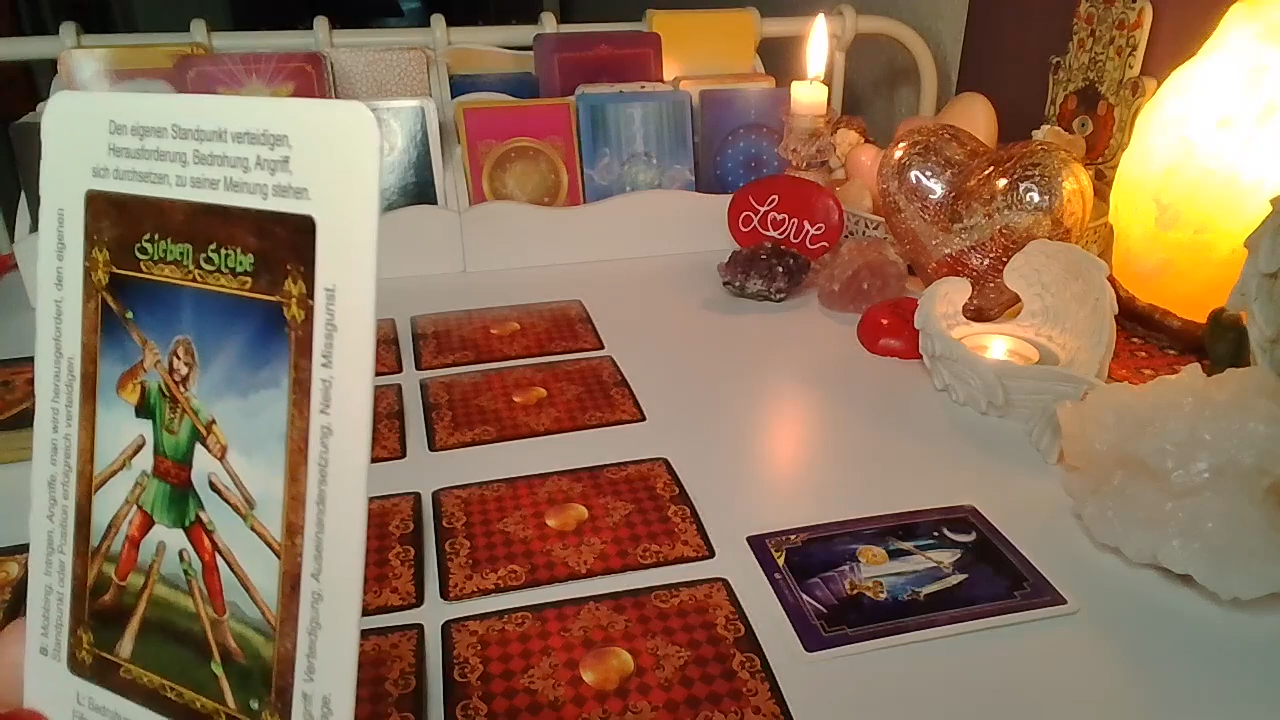 Den eigenen Standpunkt verteidigen,
Herausforderung, Bedrohung, Angriff,
sich durchsetzen, zu seiner Meinung stehen.
Sieben Stäbe
B: Mobbing, Intrigen, Angriffe, man wird herausgefordert, den eigenen
Standpunkt oder Position erfolgreich verteidigen.
Verteidigung, Auseinandersetzung, Neid, Missgunst.
L: Bedrohu
Love